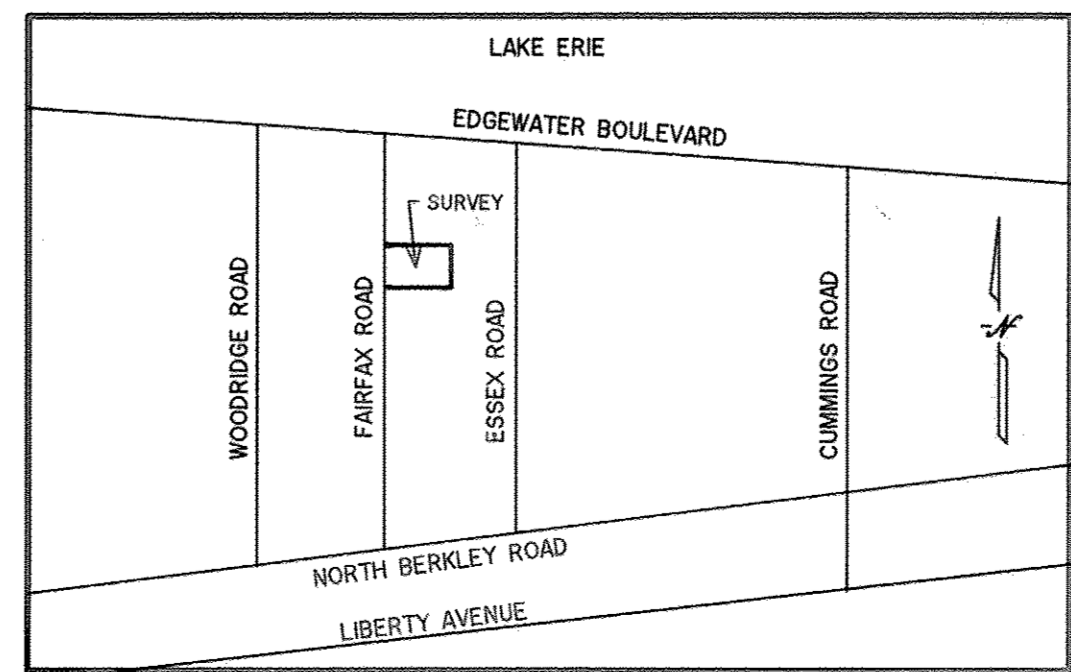 LAKE ERIE
EDGEWATER BOULEVARD
SURVEY
WOODRIDGE ROAD
FAIRFAX ROAD
ESSEX ROAD
CUMMINGS ROAD
N
NORTH BERKLEY ROAD
LIBERTY AVENUE